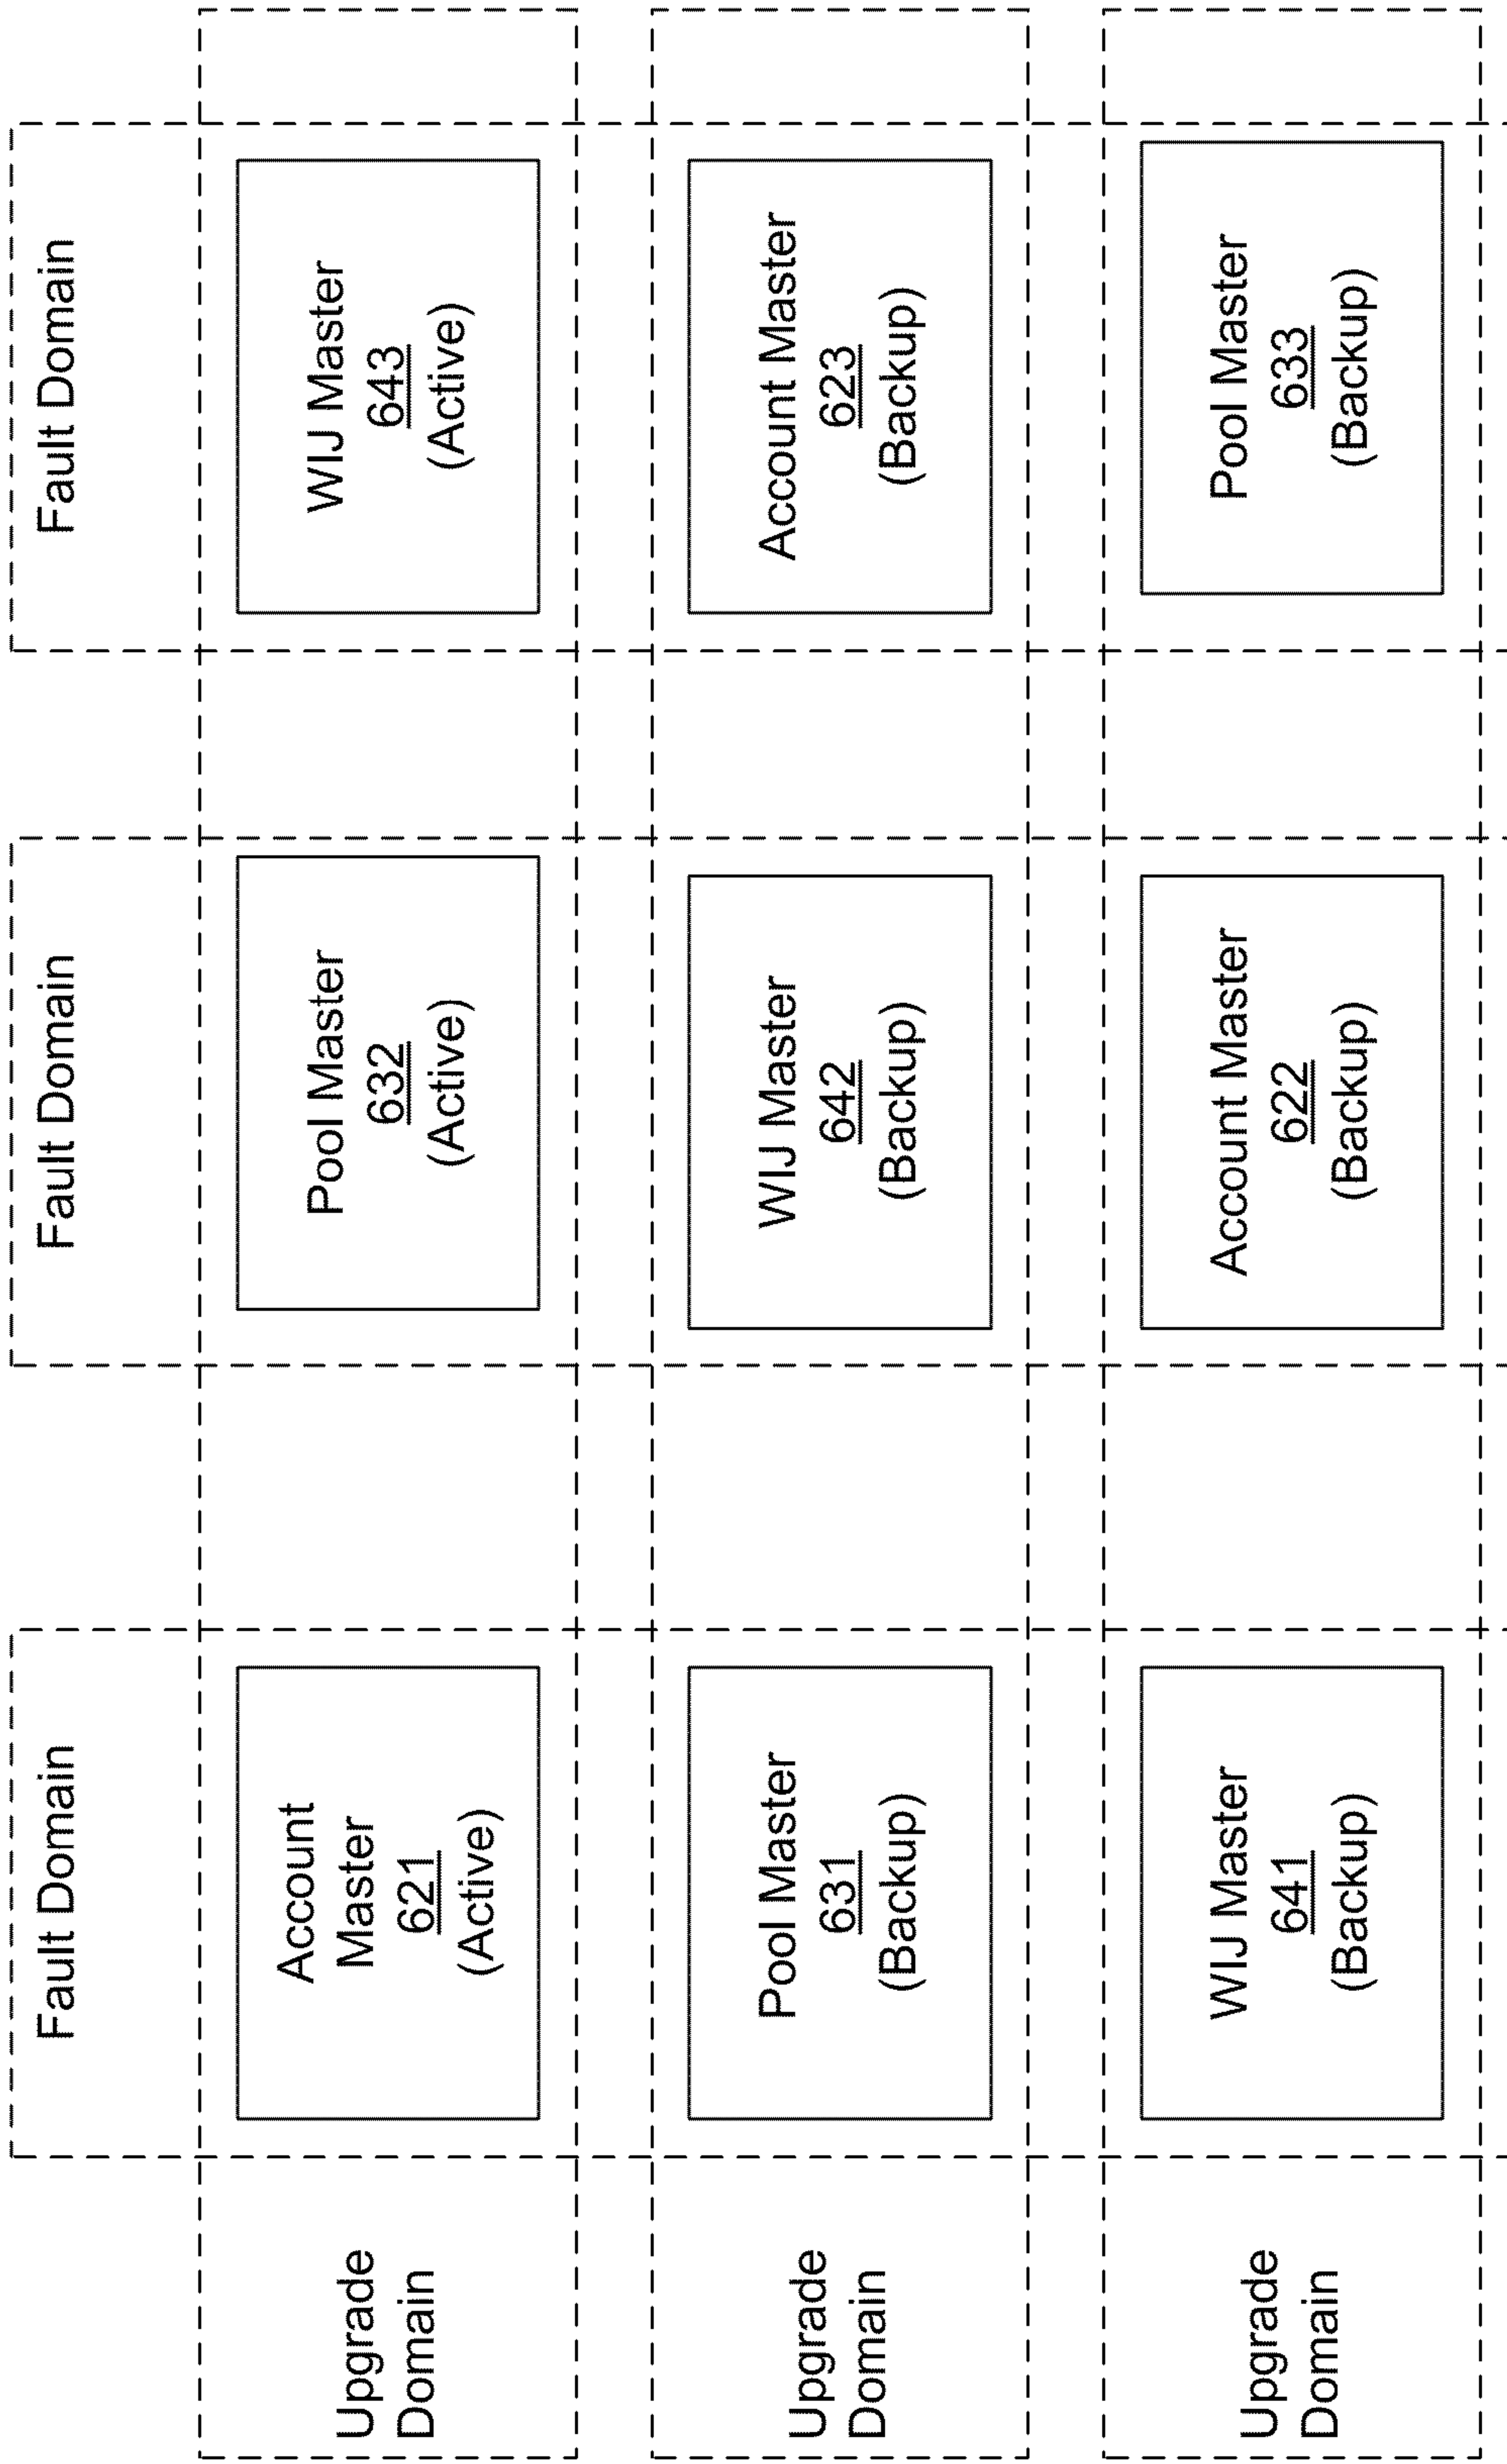 Fault Domain
Fault Domain
Fault Domain
Upgrade
Domain
Account
Master
621
(Active)
Pool Master
632
(Active)
WIJ Master
643
(Active)
Upgrade
Domain
Pool Master
631
(Backup)
WIJ Master
642
(Backup)
Account Master
623
(Backup)
Upgrade
Domain
WIJ Master
641
(Backup)
Account Master
622
(Backup)
Pool Master
633
(Backup)